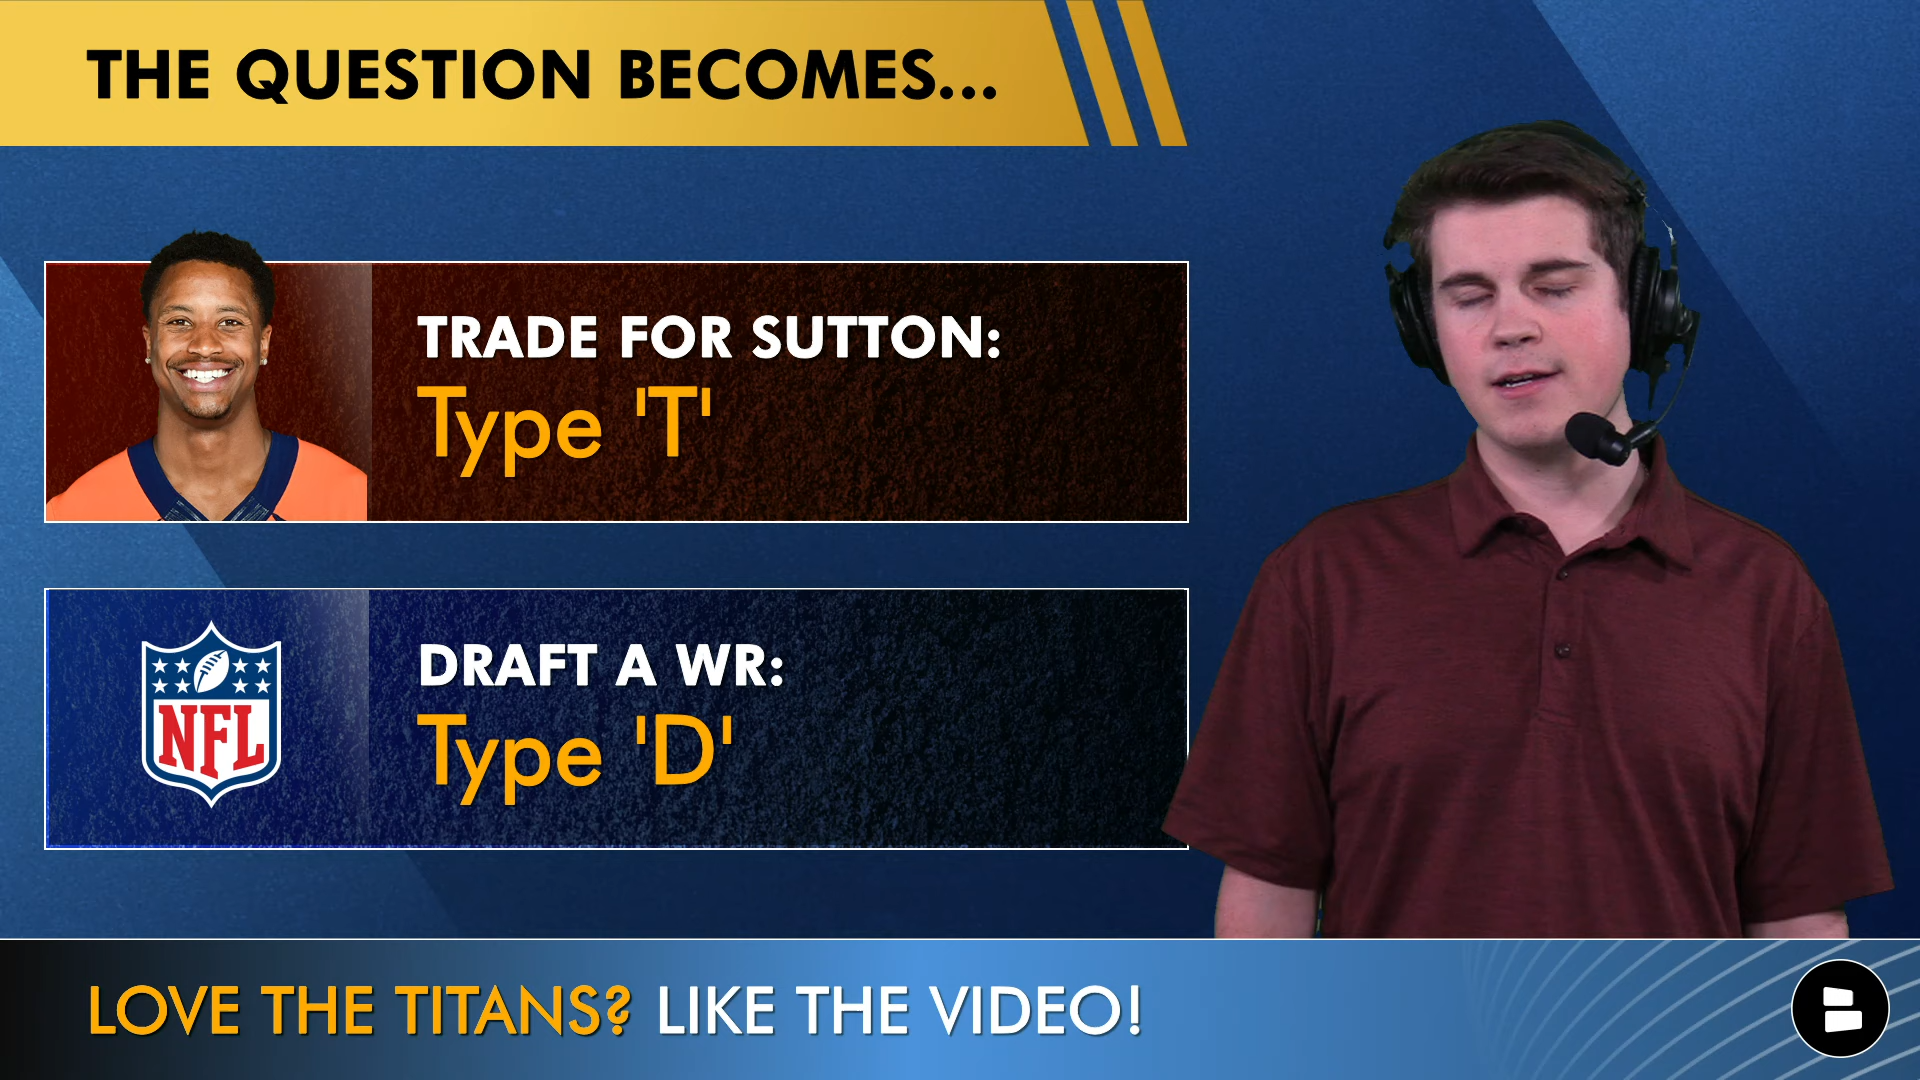 THE QUESTION BECOMES...
TRADE FOR SUTTON:
Type 'T'
NFL
DRAFT A WR:
Type 'D'
LOVE THE TITANS? LIKE THE VIDEO!